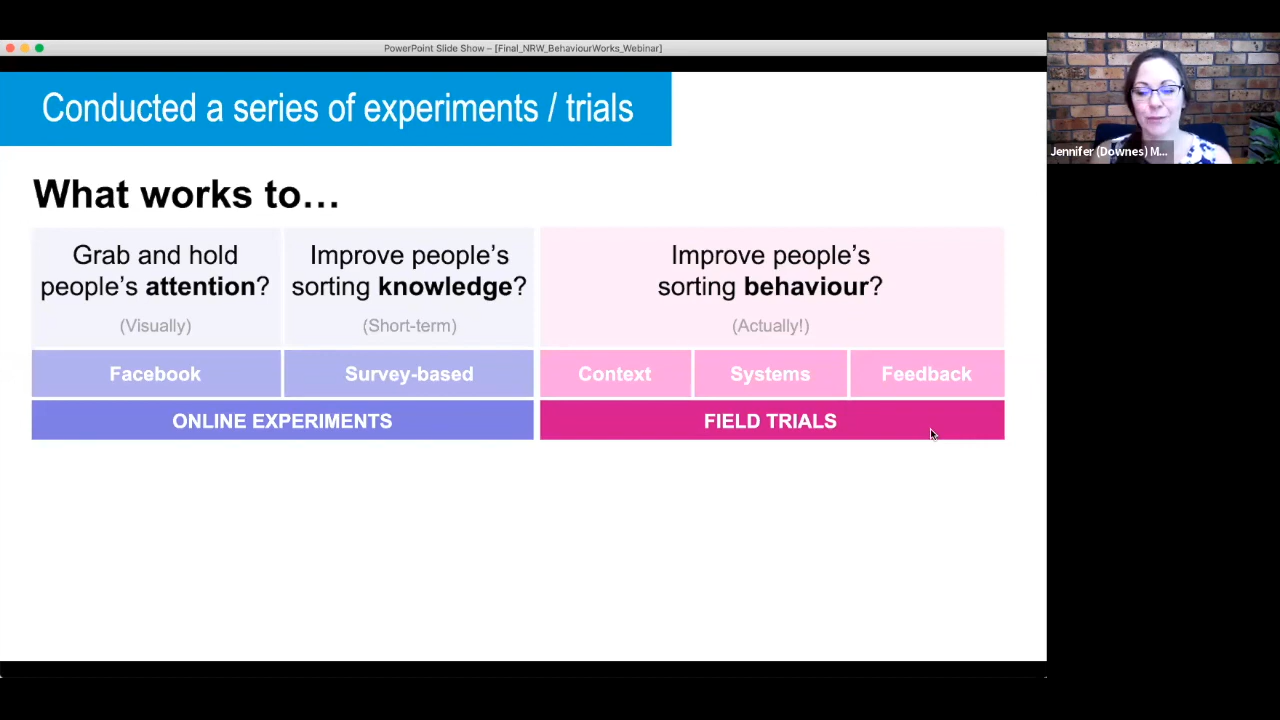 PowerPoint Slide Show – [Final_NRW_BehaviourWorks_Webinar]
Conducted a series of experiments / trials
Jennifer (Downes) M...
What works to…
Grab and hold
people's attention?
(Visually)
Improve people's
sorting knowledge?
(Short-term)
Improve people's
sorting behaviour?
(Actually!)
Facebook
Survey-based
Context
Systems
Feedback
ONLINE EXPERIMENTS
FIELD TRIALS